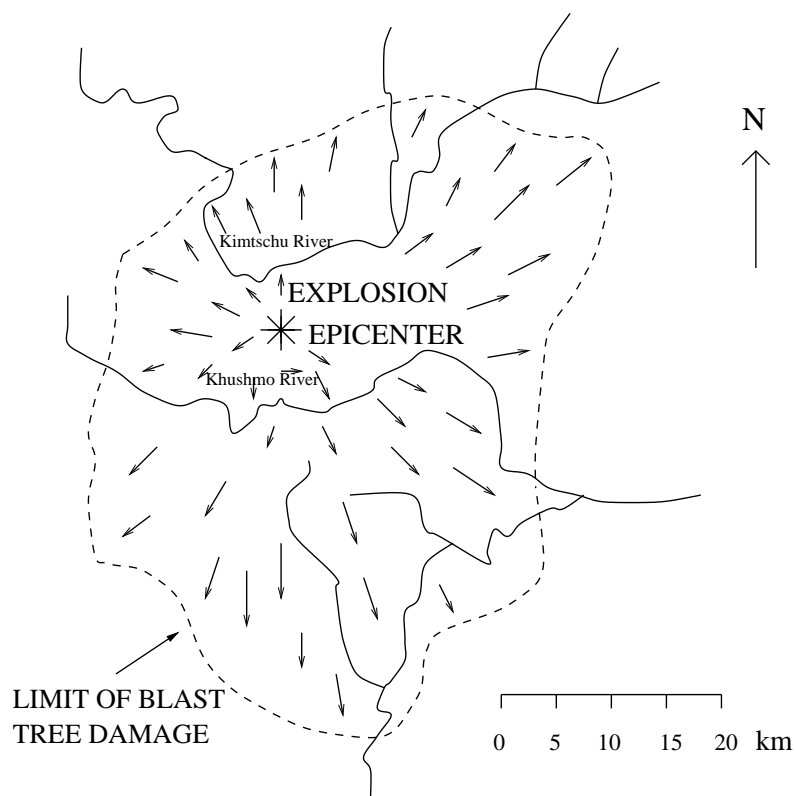 N
Kimtschu River
EXPLOSION
EPICENTER
Khushmo River
LIMIT OF BLAST
TREE DAMAGE
0 5 10 15 20 km